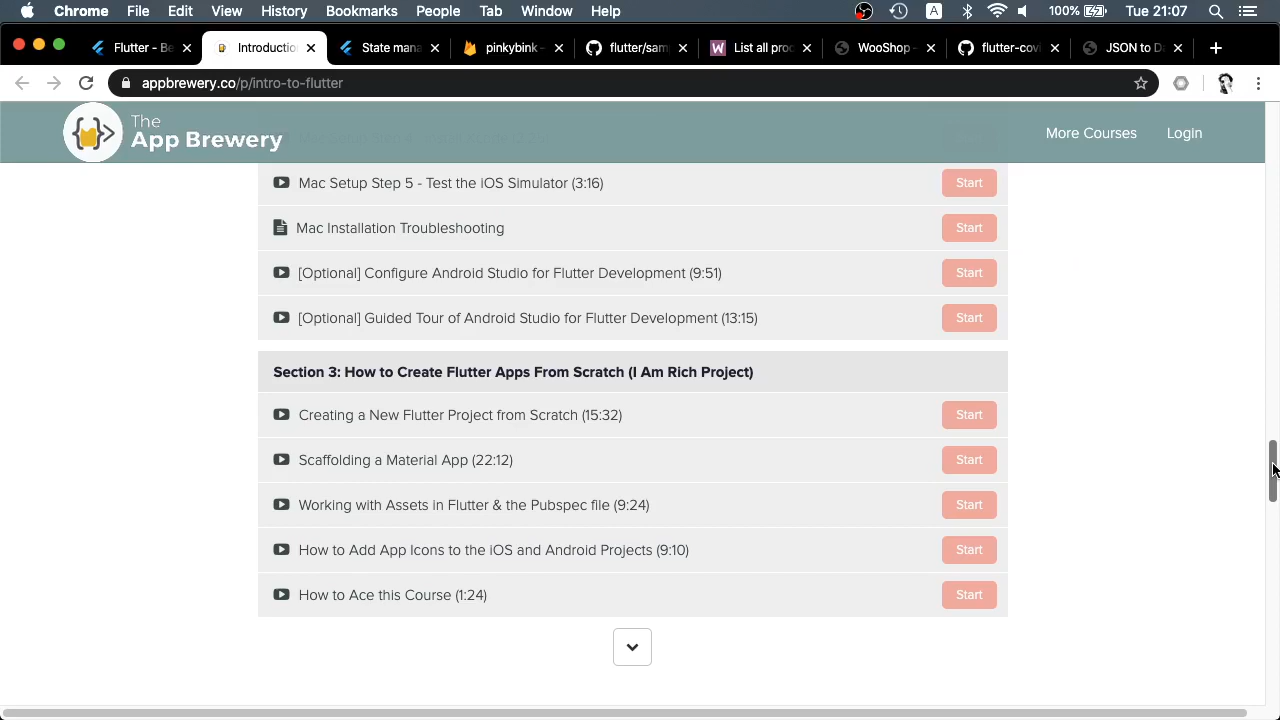 Chrome File Edit View History Bookmarks People Tab Window Help A 100% Tue 21:07
Flutter - Be Introductio State mana pinkybink - flutter/sam List all proc WooShop - flutter-covi JSON to Da
appbrewery.co/p/intro-to-flutter
The
App Brewery
More Courses Login
Mac Setup Step 5 - Test the iOS Simulator (3:16) Start
Mac Installation Troubleshooting Start
[Optional] Configure Android Studio for Flutter Development (9:51) Start
[Optional] Guided Tour of Android Studio for Flutter Development (13:15) Start
Section 3: How to Create Flutter Apps From Scratch (I Am Rich Project)
Creating a New Flutter Project from Scratch (15:32) Start
Scaffolding a Material App (22:12) Start
Working with Assets in Flutter & the Pubspec file (9:24) Start
How to Add App Icons to the iOS and Android Projects (9:10) Start
How to Ace this Course (1:24) Start